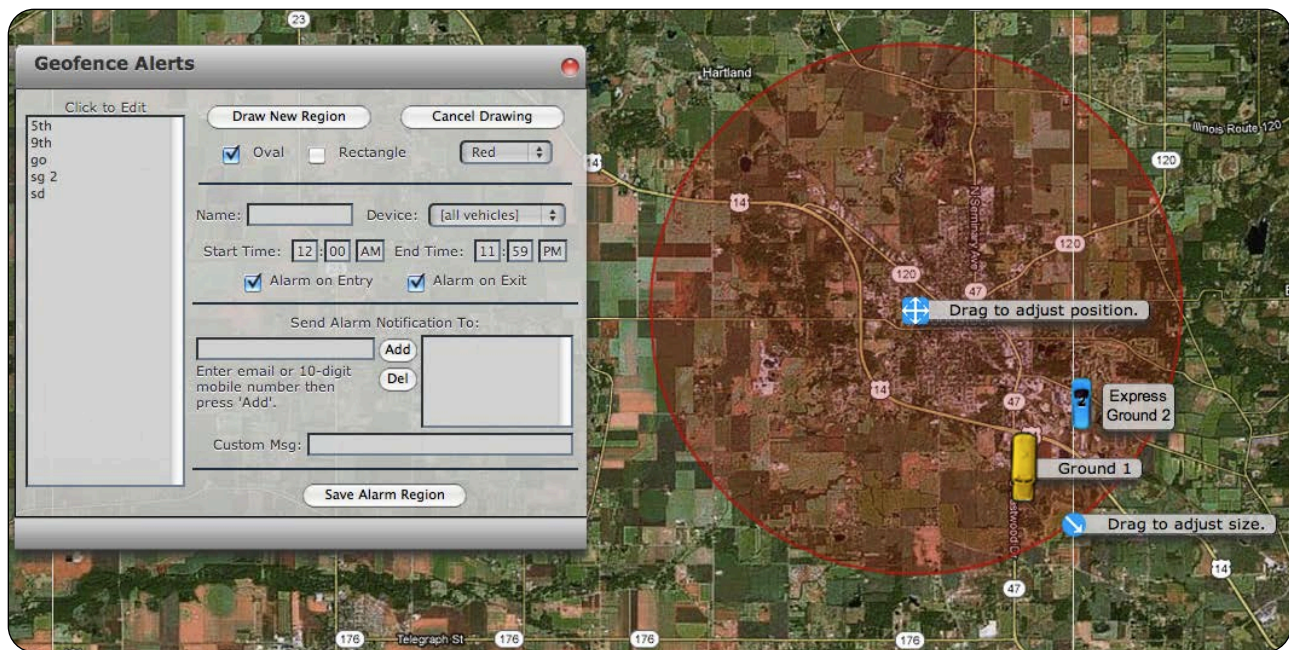 Geofence Alerts
Click to Edit
5th
9th
go
sg 2
sd
Draw New Region
Cancel Drawing
Oval
Rectangle
Red
Name:
Device:
[all vehicles]
Start Time: 12 : 00 AM End Time: 11 : 59 PM
Alarm on Entry
Alarm on Exit
Send Alarm Notification To:
Add
Enter email or 10-digit
mobile number then
press 'Add'.
Del
Custom Msg:
Save Alarm Region
23
Hartland
Illinois Route 120
14
120
14
N Seminary Ave
120
120
47
Drag to adjust position.
14
47
2
Express
Ground 2
Ground 1
Drag to adjust size.
47
14
176
Telegraph St
176
176
176